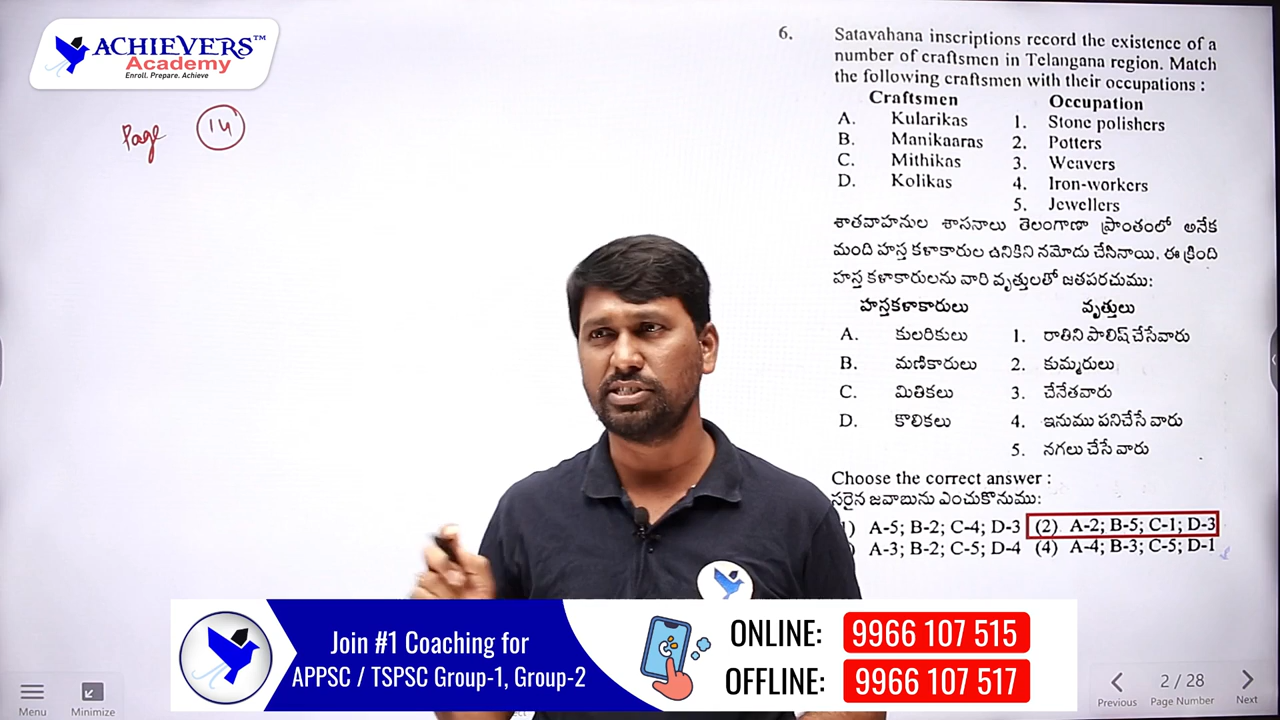 ACHIEVERS™
Academy
Enroll. Prepare. Achieve
Page 14
6. Satavahana inscriptions record the existence of a
number of craftsmen in Telangana region. Match
the following craftsmen with their occupations :
Craftsmen Occupation
A. Kularikas 1. Stone polishers
B. Manikaaras 2. Potters
C. Mithikas 3. Weavers
D. Kolikas 4. Iron-workers
5. Jewellers
శాతవాహనుల శాసనాలు తెలంగాణా ప్రాంతంలో అనేక
మంది హస్త కళాకారుల ఉనికిని నమోదు చేసినాయి. ఈ క్రింది
హస్త కళాకారులను వారి వృత్తులతో జతపరచుము:
హస్తకళాకారులు వృత్తులు
A. కులరికులు 1. రాతిని పాలిష్ చేసేవారు
B. మణికారులు 2. కుమ్మరులు
C. మితికలు 3. చేనేతవారు
D. కొలికలు 4. ఇనుము పనిచేసే వారు
5. నగలు చేసే వారు
Choose the correct answer :
సరైన జవాబును ఎంచుకొనుము:
1) A-5; B-2; C-4; D-3 (2) A-2; B-5; C-1; D-3
) A-3; B-2; C-5; D-4 (4) A-4; B-3; C-5; D-1
Join #1 Coaching for
APPSC / TSPSC Group-1, Group-2
ONLINE: 9966 107 515
OFFLINE: 9966 107 517
Menu Minimize
Previous 2 / 28 Page Number Next